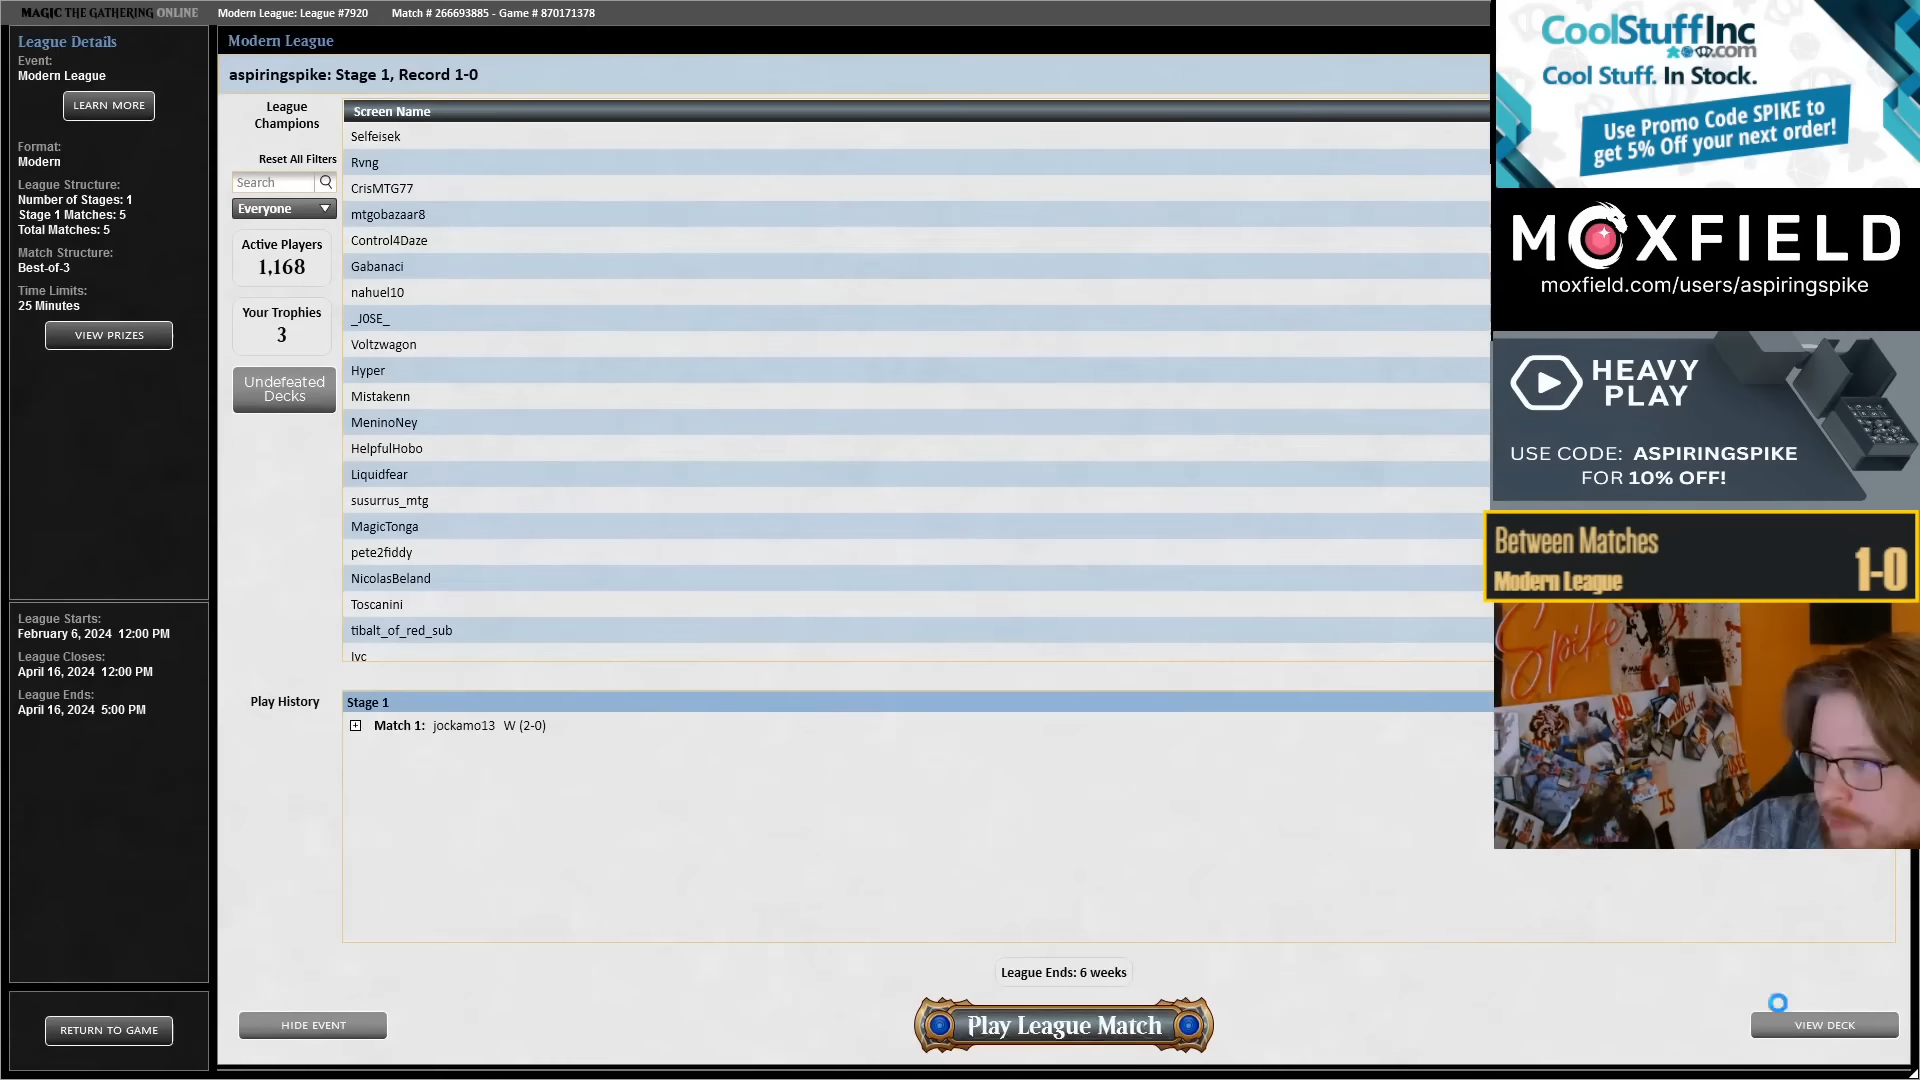 MAGIC THE GATHERING ONLINE
Modern League: League #7920
Match # 266693885 - Game # 870171378
League Details
Event:
Modern League
LEARN MORE
Format:
Modern
League Structure:
Number of Stages: 1
Stage 1 Matches: 5
Total Matches: 5
Match Structure:
Best-of-3
Time Limits:
25 Minutes
VIEW PRIZES
League Starts:
February 6, 2024 12:00 PM
League Closes:
April 16, 2024 12:00 PM
League Ends:
April 16, 2024 5:00 PM
RETURN TO GAME
Modern League
aspiringspike: Stage 1, Record 1-0
League
Champions
Reset All Filters
Search
Everyone
Active Players
1,168
Your Trophies
3
Undefeated
Decks
Screen Name
Selfeisek
Rvng
CrisMTG77
mtgobazaar8
Control4Daze
Gabanaci
nahuel10
_J0SE_
Voltzwagon
Hyper
Mistakenn
MeninoNey
HelpfulHobo
Liquidfear
susurrus_mtg
MagicTonga
pete2fiddy
NicolasBeland
Toscanini
tibalt_of_red_sub
Play History
Stage 1
Match 1: jockamo13 W (2-0)
League Ends: 6 weeks
HIDE EVENT
Play League Match
VIEW DECK
CoolStuffInc
.com
Cool Stuff. In Stock.
Use Promo Code SPIKE to
get 5% Off your next order!
MOXFIELD
moxfield.com/users/aspiringspike
HEAVY
PLAY
USE CODE: ASPIRINGSPIKE
FOR 10% OFF!
Between Matches
Modern League
1-0
Spike
NO
IS